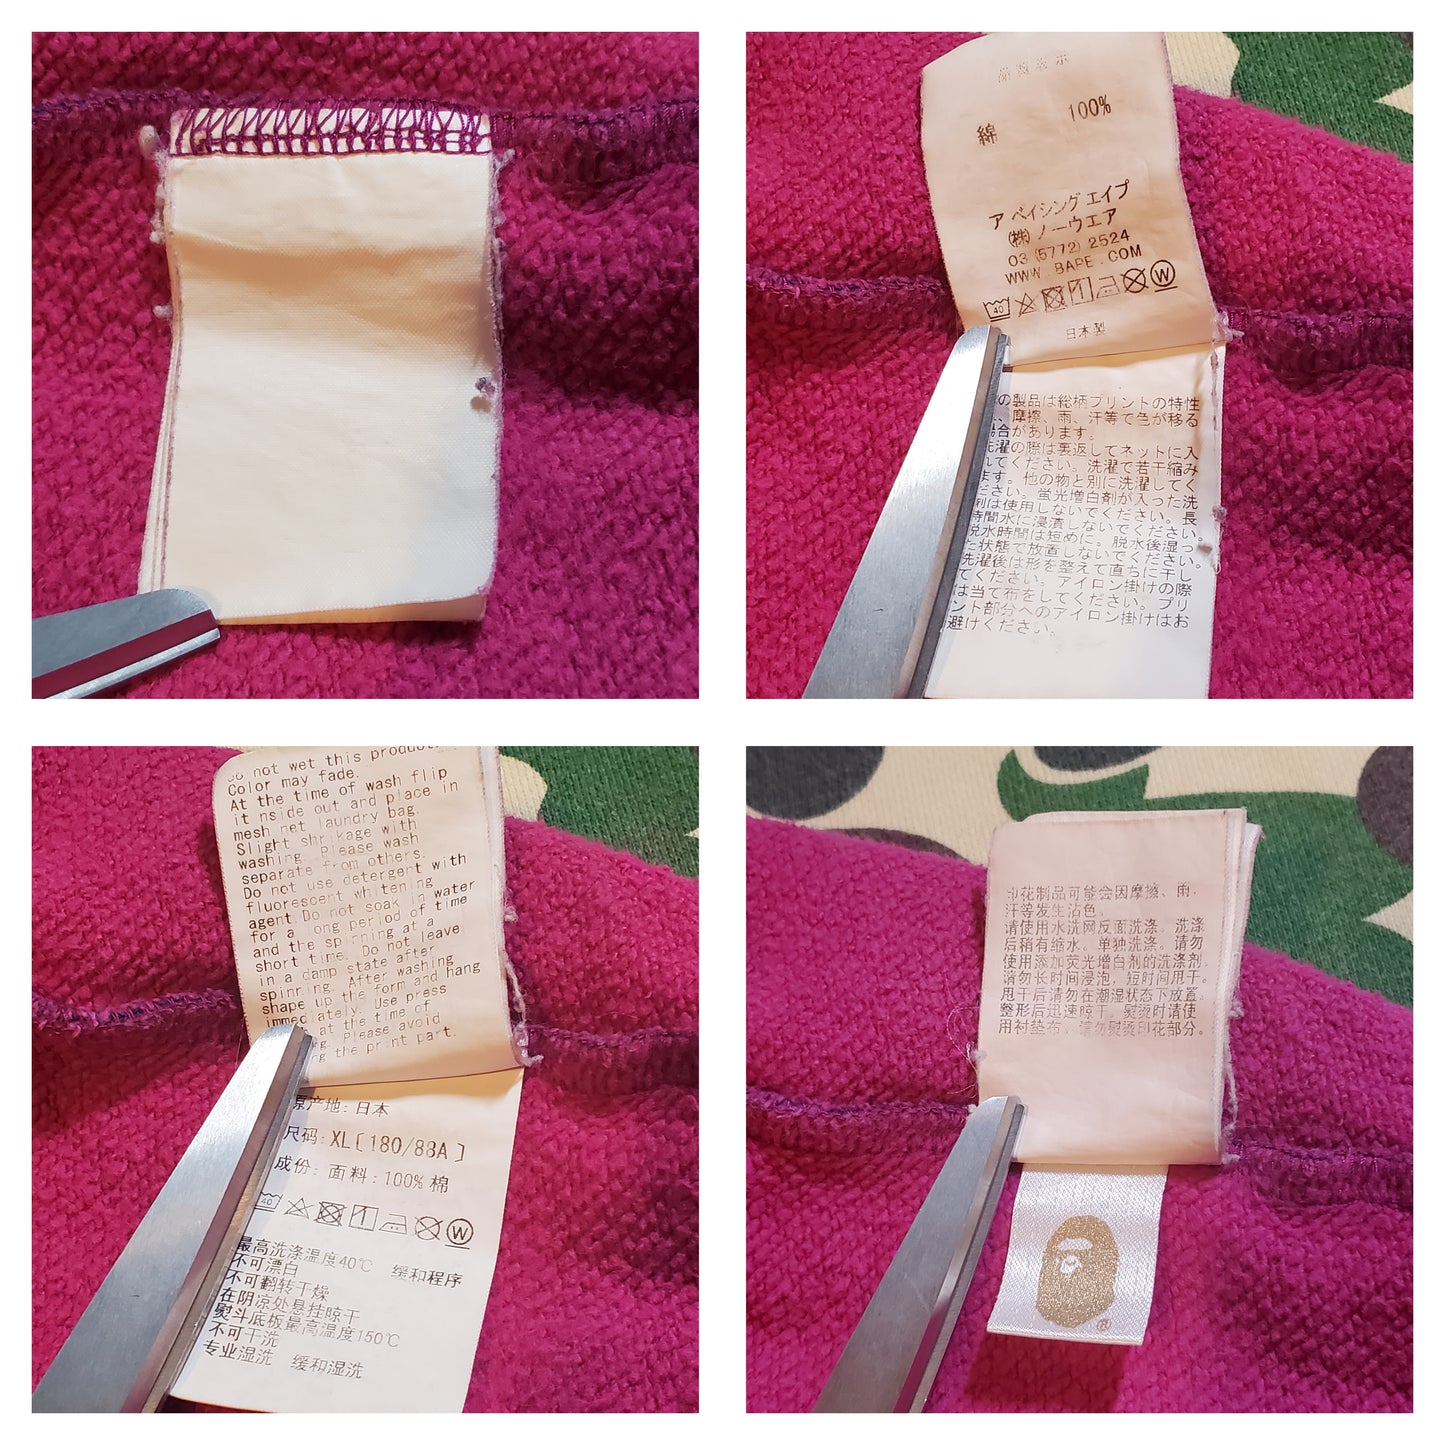 品質表示
綿 100%
ア ベイシング エイプ
(株) ノーウエア
03 (5772) 2524
WWW. BAPE. COM
40 1 W
日本製
の製品は総柄プリントの特性
、摩擦、雨、汗等で色が移る
場合があります。
洗濯の際は裏返してネットに入
れてください。洗濯で若干縮み
ます。他の物と別に洗濯してく
ださい。蛍光増白剤が入った洗
剤は使用しないでください。長
時間水に浸漬しないでください。
脱水時間は短めに。脱水後湿っ
た状態で放置しないでください。
洗濯後は形を整えて直ちに干し
てください。アイロン掛けの際
は当て布をしてください。プリ
ント部分へのアイロン掛けはお
避けください。
Do not wet this product
Color may fade.
At the time of wash flip
it nside out and place in
mesh net laundry bag.
Slight shr kage with
washing. Please wash
separate from others.
Do not use detergent with
fluorescent whitening
agent. Do not soak in water
for a long period of time
and the sp nning at a
short time. Do not leave
in a damp state after
spinning. After washing
shape up the form and hang
immed ately. Use press
at the time of
g. Please avoid
g the print part.
原产地: 日本
尺码: XL [180/88A]
成份: 面料: 100% 棉
40 1 W
最高洗涤温度40℃ 缓和程序
不可漂白
不可翻转干燥
在阴凉处悬挂晾干
熨斗底板最高温度150℃
不可干洗
专业湿洗 缓和湿洗
印花制品可能会因摩擦、雨,
汗等发生沾色。
请使用水洗网反面洗涤。洗涤
后稍有缩水。单独洗涤。请勿
使用添加荧光增白剂的洗涤剂。
请勿长时间浸泡, 短时间甩干。
甩干后请勿在潮湿状态下放置。
整形后迅速晾干。熨烫时请使
用衬垫布。请勿熨烫印花部分。
®